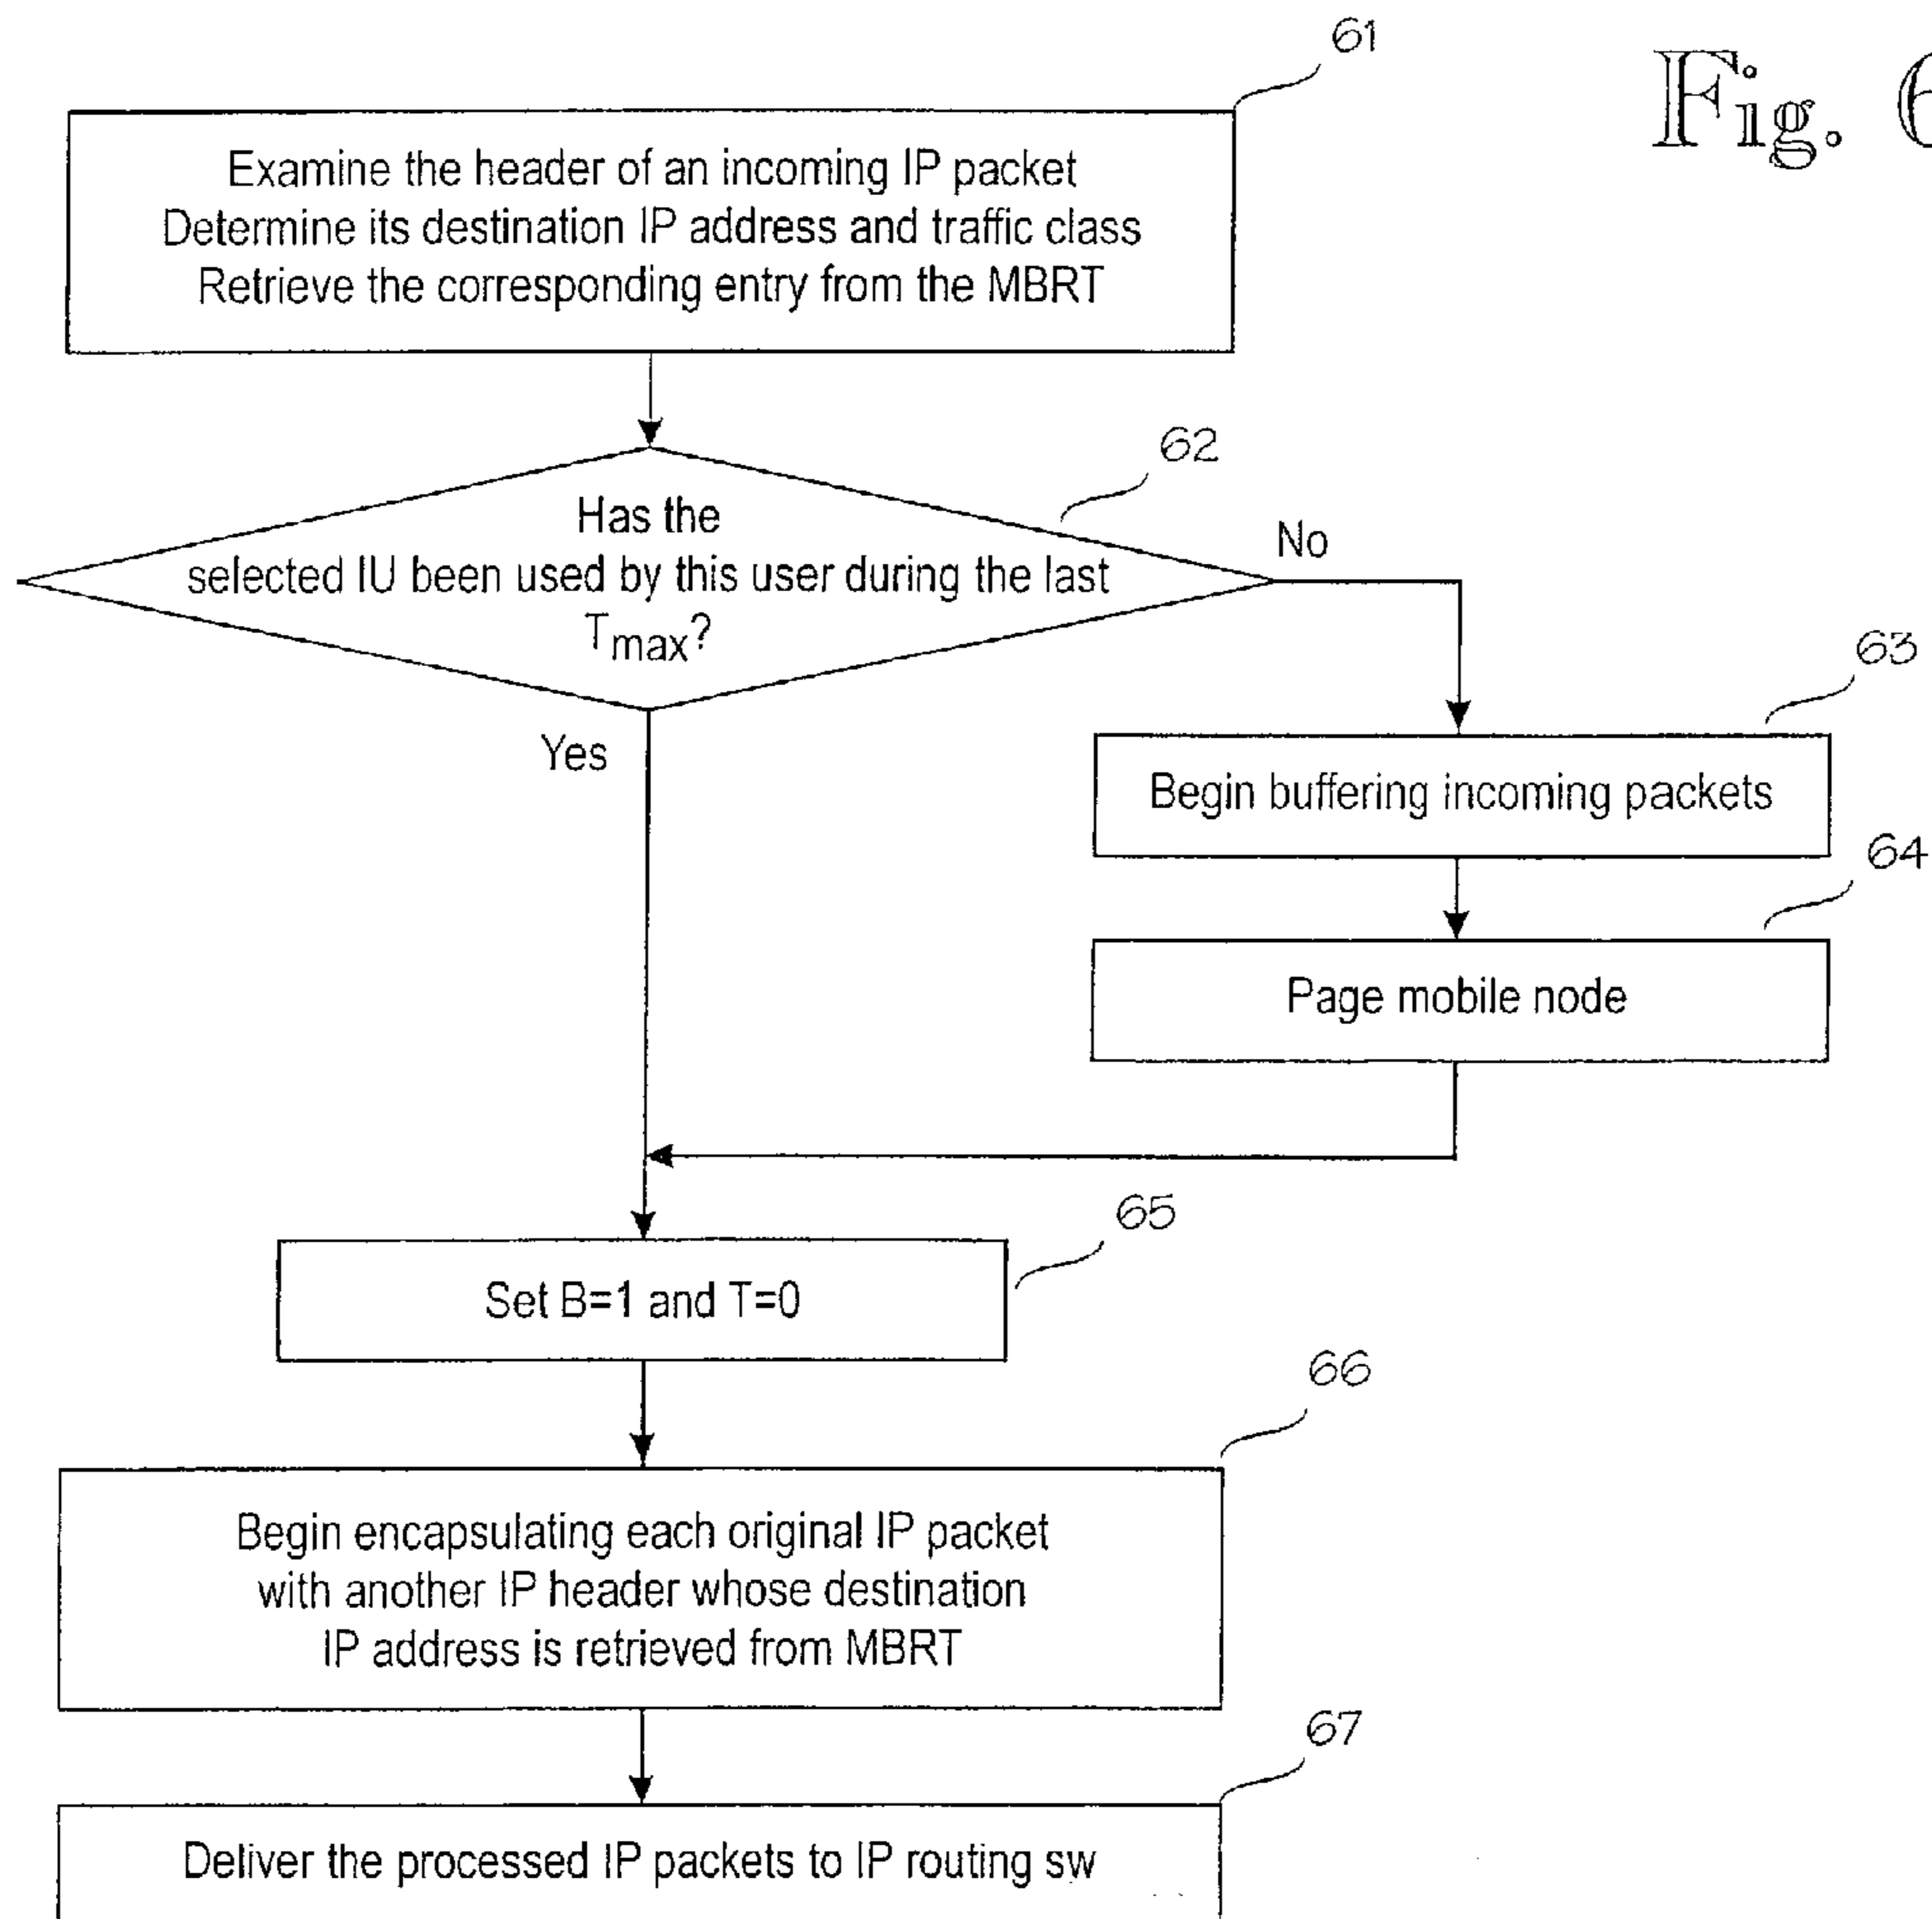 Fig. 6
61
Examine the header of an incoming IP packet
Determine its destination IP address and traffic class
Retrieve the corresponding entry from the MBRT
62
Has the
selected IU been used by this user during the last
Tmax?
No
Yes
63
Begin buffering incoming packets
64
Page mobile node
65
Set B=1 and T=0
66
Begin encapsulating each original IP packet
with another IP header whose destination
IP address is retrieved from MBRT
67
Deliver the processed IP packets to IP routing sw